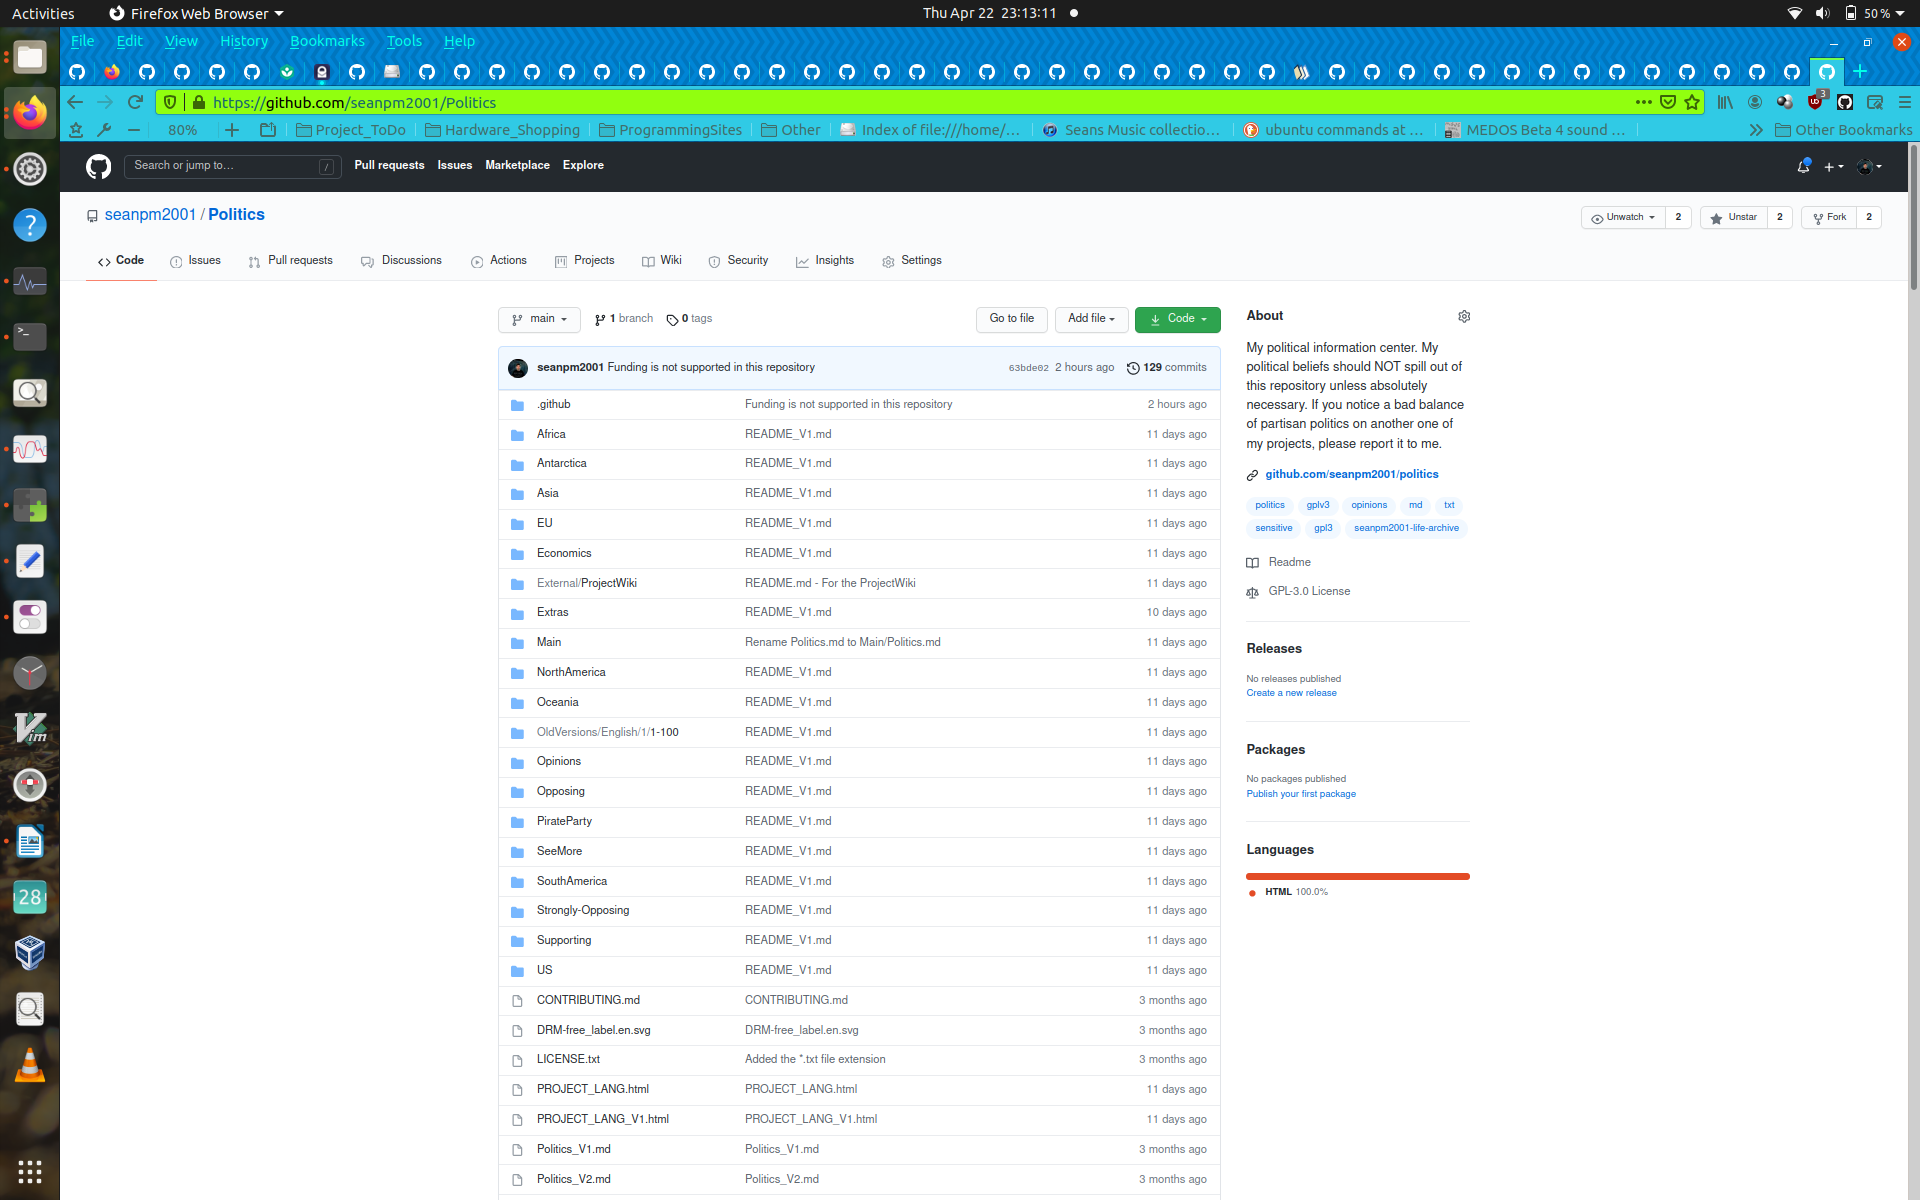 Activities
Firefox Web Browser
Thu Apr 22 23:13:11
50 %
File Edit View History Bookmarks Tools Help
https://github.com/seanpm2001/Politics
3
80%
Project_ToDo
Hardware_Shopping
ProgrammingSites
Other
Index of file:///home/...
Seans Music collectio...
ubuntu commands at ...
MEDOS Beta 4 sound ...
Other Bookmarks
Search or jump to...
/
Pull requests
Issues
Marketplace
Explore
seanpm2001 / Politics
Unwatch 2
Unstar 2
Fork 2
Code
Issues
Pull requests
Discussions
Actions
Projects
Wiki
Security
Insights
Settings
main
1 branch
0 tags
Go to file
Add file
Code
seanpm2001 Funding is not supported in this repository 63bde02 2 hours ago 129 commits
.github Funding is not supported in this repository 2 hours ago
Africa README_V1.md 11 days ago
Antarctica README_V1.md 11 days ago
Asia README_V1.md 11 days ago
EU README_V1.md 11 days ago
Economics README_V1.md 11 days ago
External/ProjectWiki README.md - For the ProjectWiki 11 days ago
Extras README_V1.md 10 days ago
Main Rename Politics.md to Main/Politics.md 11 days ago
NorthAmerica README_V1.md 11 days ago
Oceania README_V1.md 11 days ago
OldVersions/English/1/1-100 README_V1.md 11 days ago
Opinions README_V1.md 11 days ago
Opposing README_V1.md 11 days ago
PirateParty README_V1.md 11 days ago
SeeMore README_V1.md 11 days ago
SouthAmerica README_V1.md 11 days ago
Strongly-Opposing README_V1.md 11 days ago
Supporting README_V1.md 11 days ago
US README_V1.md 11 days ago
CONTRIBUTING.md CONTRIBUTING.md 3 months ago
DRM-free_label.en.svg DRM-free_label.en.svg 3 months ago
LICENSE.txt Added the *.txt file extension 3 months ago
PROJECT_LANG.html PROJECT_LANG.html 11 days ago
PROJECT_LANG_V1.html PROJECT_LANG_V1.html 11 days ago
Politics_V1.md Politics_V1.md 3 months ago
Politics_V2.md Politics_V2.md 3 months ago
About
My political information center. My
political beliefs should NOT spill out of
this repository unless absolutely
necessary. If you notice a bad balance
of partisan politics on another one of
my projects, please report it to me.
github.com/seanpm2001/politics
politics gplv3 opinions md txt
sensitive gpl3 seanpm2001-life-archive
Readme
GPL-3.0 License
Releases
No releases published
Create a new release
Packages
No packages published
Publish your first package
Languages
HTML 100.0%
?
>_
Vim
28